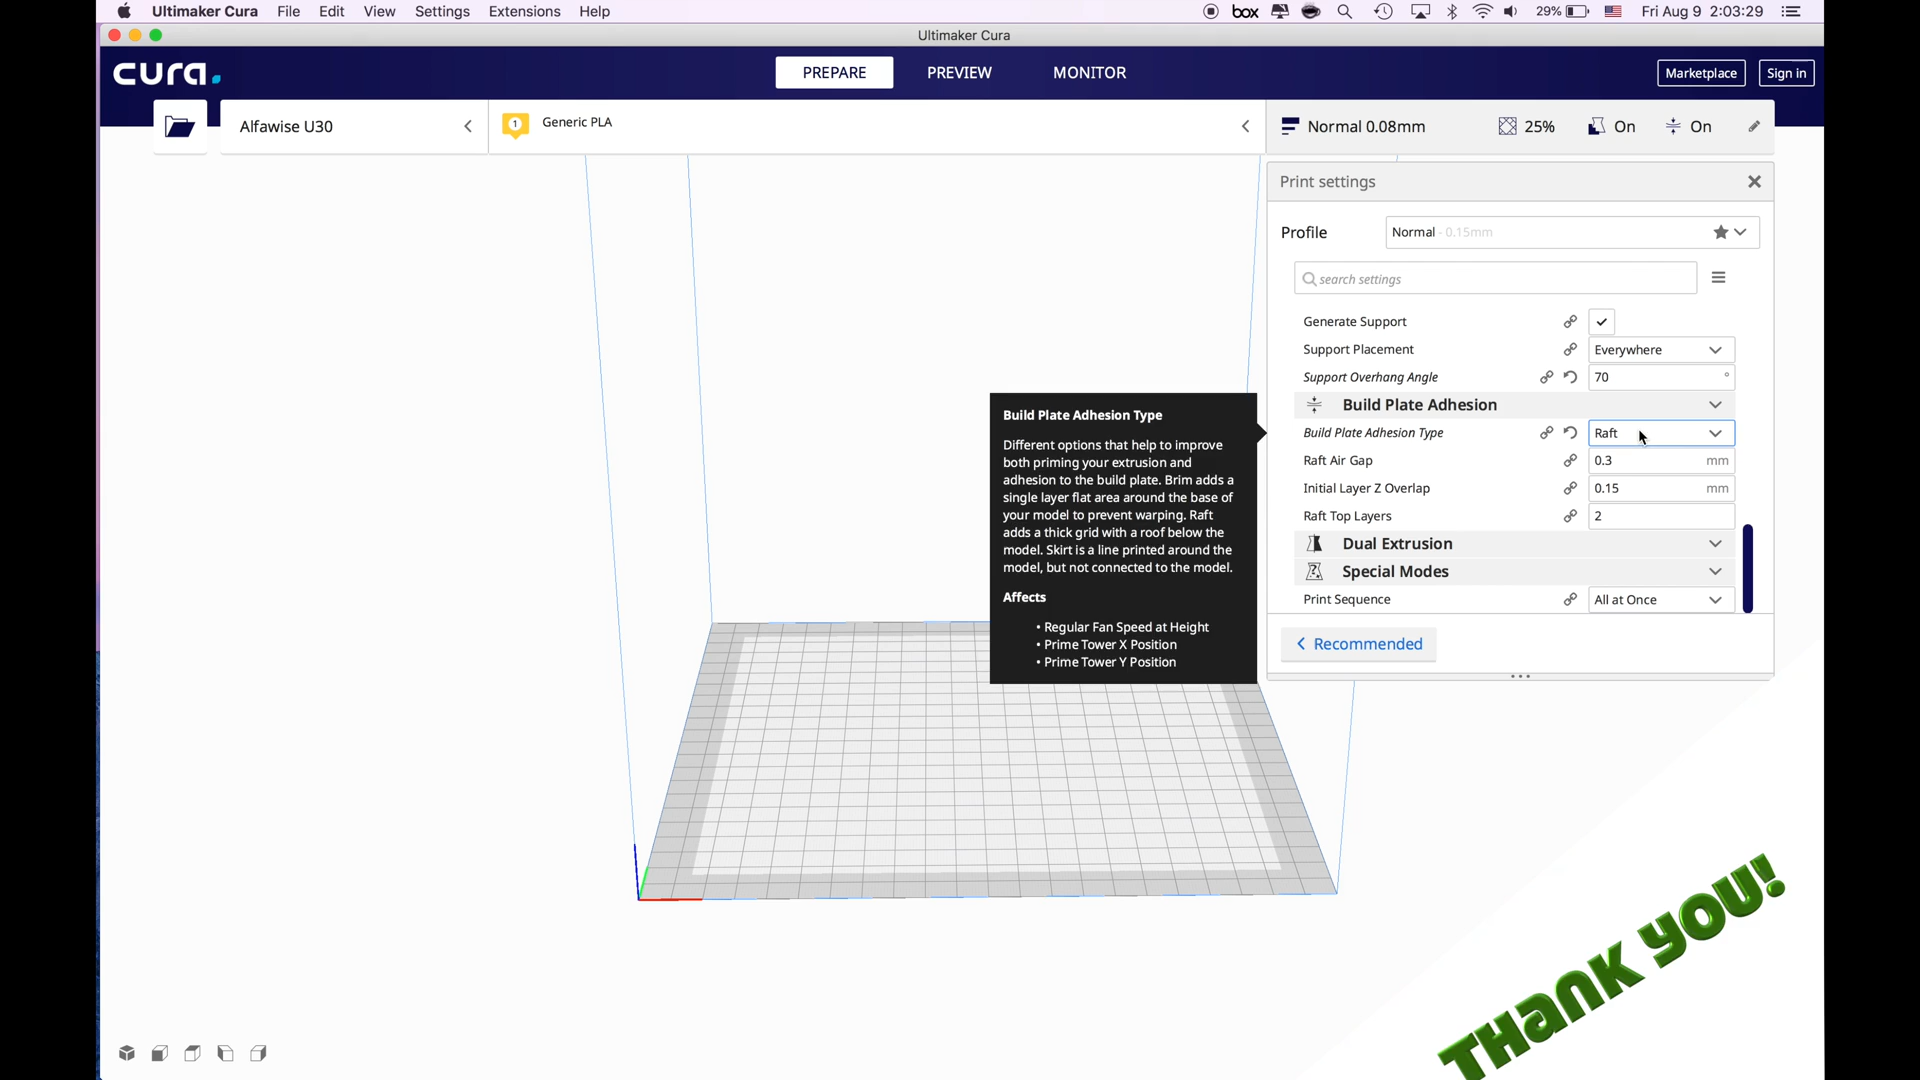 Ultimaker Cura File Edit View Settings Extensions Help
box 29% Fri Aug 9 2:03:29
Ultimaker Cura
cura.
PREPARE PREVIEW MONITOR
Marketplace Sign in
Alfawise U30
1 Generic PLA
Normal 0.08mm 25% On On
Print settings
Profile Normal - 0.15mm
search settings
Generate Support
Support Placement Everywhere
Support Overhang Angle 70 °
Build Plate Adhesion
Build Plate Adhesion Type Raft
Raft Air Gap 0.3 mm
Initial Layer Z Overlap 0.15 mm
Raft Top Layers 2
Dual Extrusion
Special Modes
Print Sequence All at Once
Recommended
Build Plate Adhesion Type
Different options that help to improve
both priming your extrusion and
adhesion to the build plate. Brim adds a
single layer flat area around the base of
your model to prevent warping. Raft
adds a thick grid with a roof below the
model. Skirt is a line printed around the
model, but not connected to the model.
Affects
• Regular Fan Speed at Height
• Prime Tower X Position
• Prime Tower Y Position
THANK YOU!